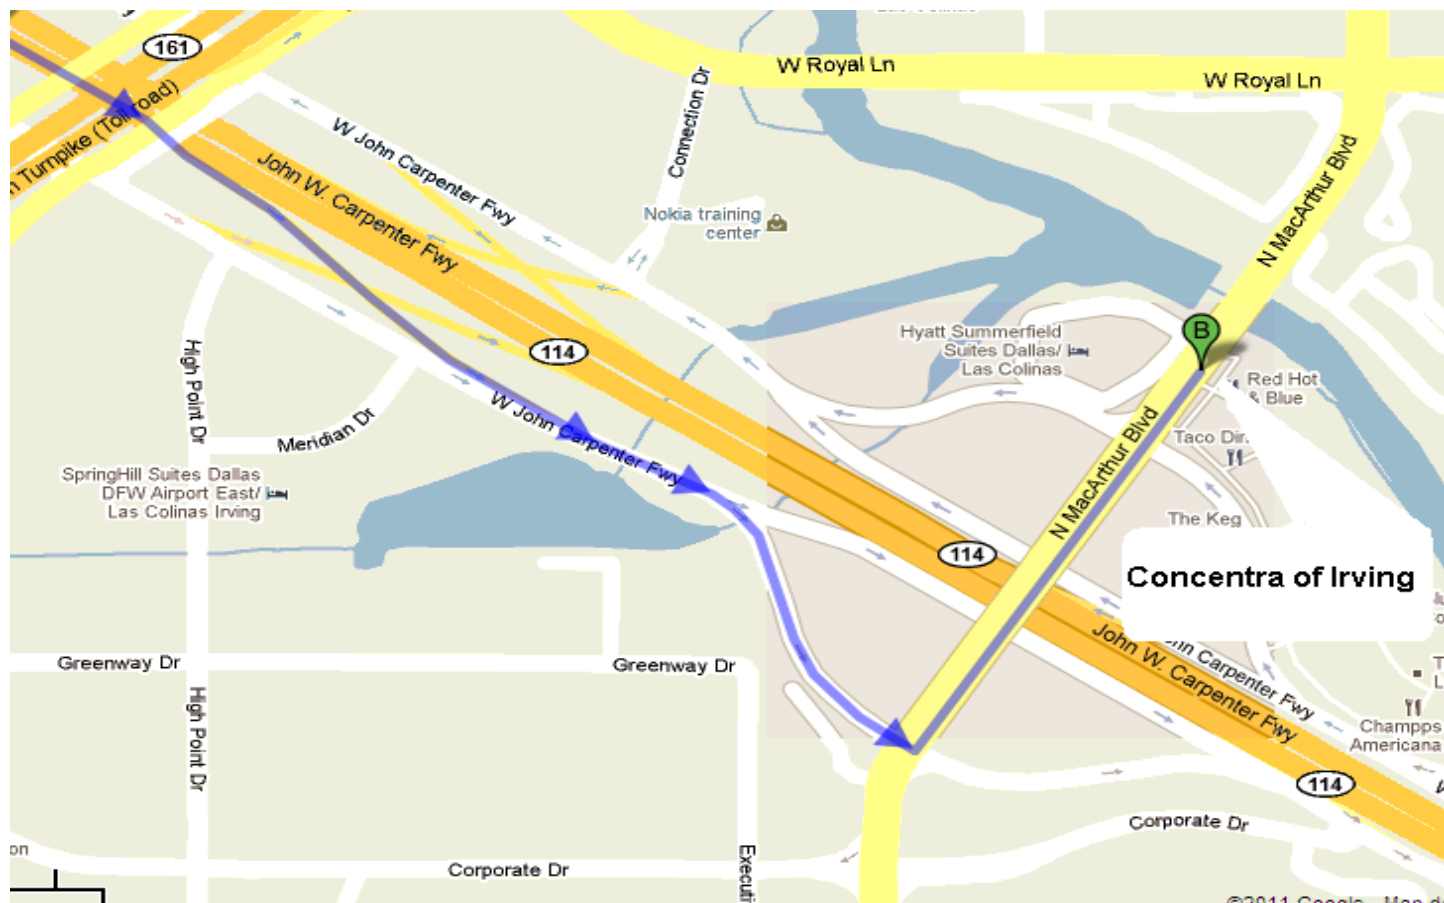 161
W Royal Ln
W Royal Ln
Turnpike (Toll road)
Connection Dr
W John Carpenter Fwy
John W. Carpenter Fwy
N MacArthur Blvd
Nokia training
center
B
Hyatt Summerfield
Suites Dallas/
Las Colinas
114
High Point Dr
Red Hot
& Blue
Meridian Dr
W John Carpenter Fwy
N MacArthur Blvd
Taco Dir.
SpringHill Suites Dallas
DFW Airport East/
Las Colinas Irving
The Keg
114
Concentra of Irving
John W. Carpenter Fwy
Carpenter Fwy
Greenway Dr
Greenway Dr
High Point Dr
Champps
Americana
114
Corporate Dr
Corporate Dr
Executi
on